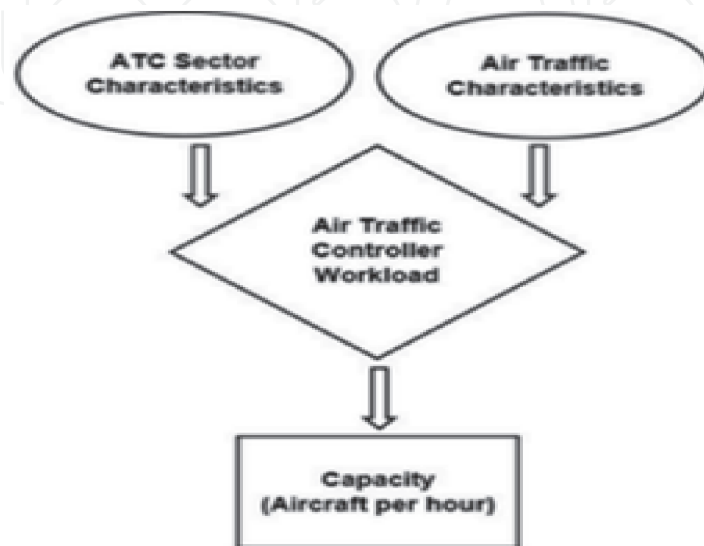 ATC Sector
Characteristics
Air Traffic
Characteristics
Air Traffic
Controller
Workload
Capacity
(Aircraft per hour)